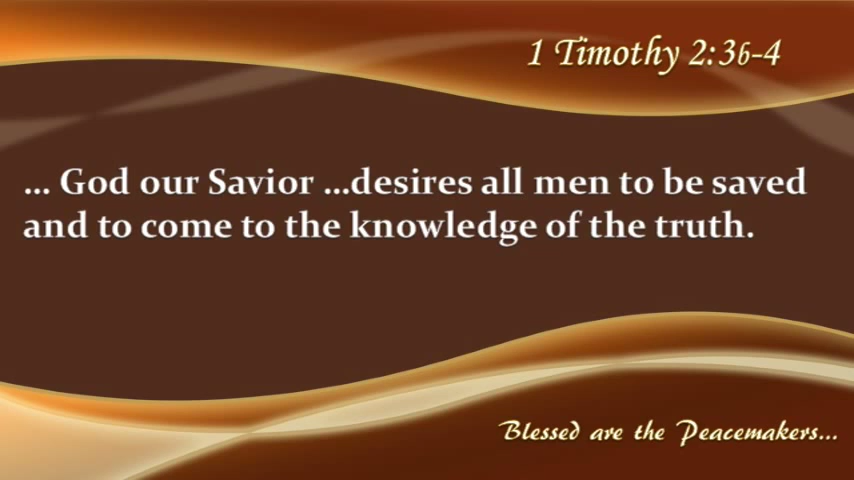 1 Timothy 2:36-4
... God our Savior ...desires all men to be saved
and to come to the knowledge of the truth.
Blessed are the Peacemakers...